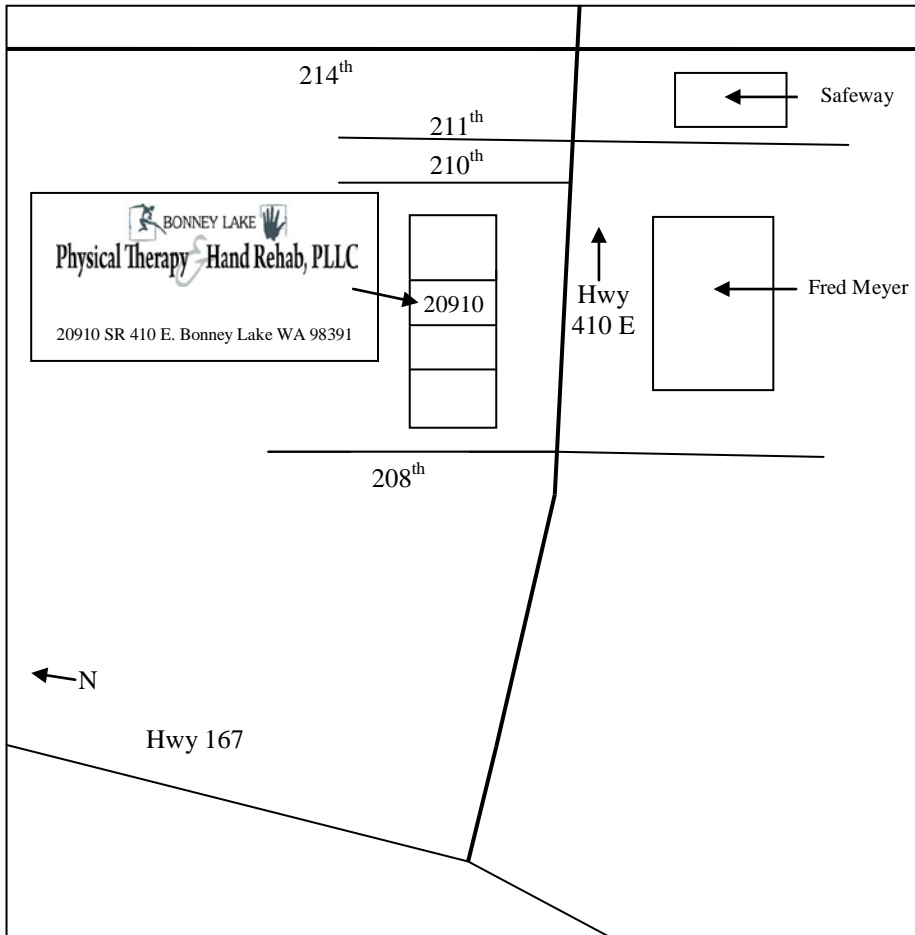 214th
Safeway
211th
210th
BONNEY LAKE
Physical Therapy & Hand Rehab, PLLC
20910 SR 410 E. Bonney Lake WA 98391
20910
Hwy
410 E
Fred Meyer
208th
N
Hwy 167